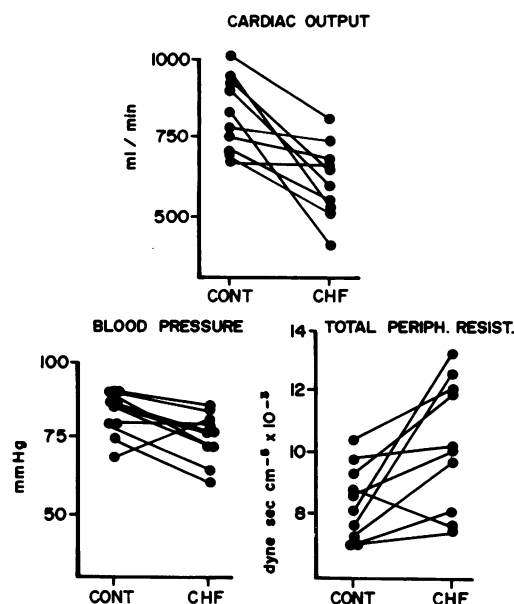 CARDIAC OUTPUT
1000
750
500
ml / min
CONT CHF
BLOOD PRESSURE
100
75
50
mmHg
CONT CHF
TOTAL PERIPH. RESIST.
14
12
10
8
dyne sec cm⁻⁵ x 10⁻³
CONT CHF